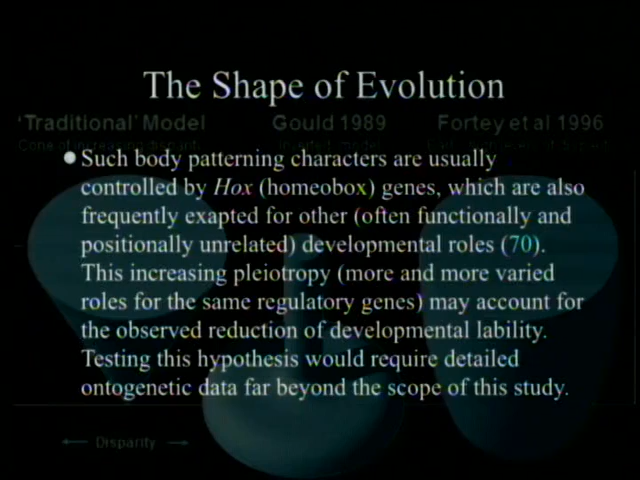 The Shape of Evolution
'Traditional' Model Gould 1989 Fortey et al 1996
Cone of increasing disparity
Such body patterning characters are usually
controlled by Hox (homeobox) genes, which are also
frequently exapted for other (often functionally and
positionally unrelated) developmental roles (70).
This increasing pleiotropy (more and more varied
roles for the same regulatory genes) may account for
the observed reduction of developmental lability.
Testing this hypothesis would require detailed
ontogenetic data far beyond the scope of this study.
Disparity